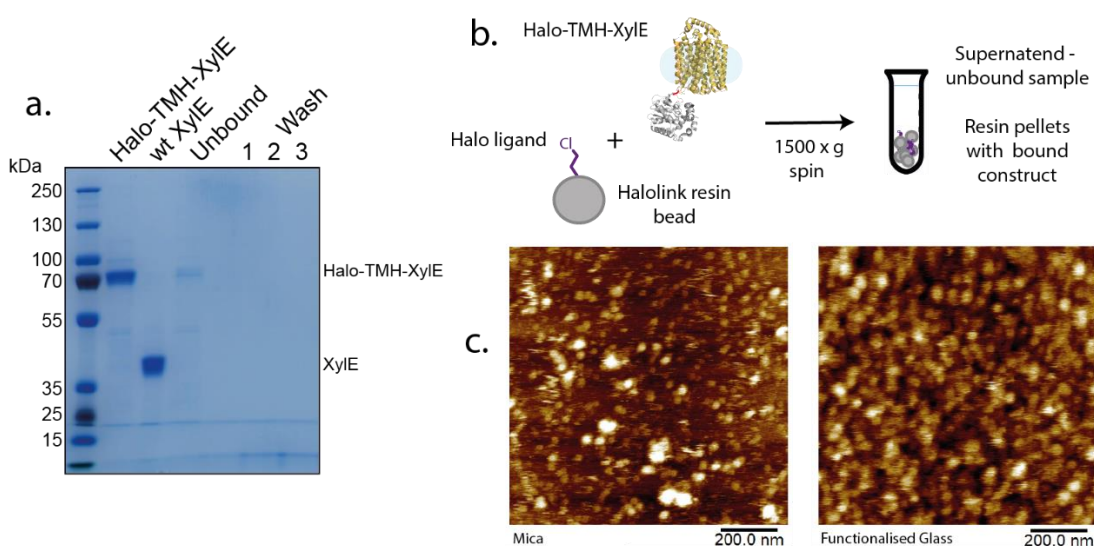 a.
Halo-TMH-XylE
wt XylE
Unbound
1 2 3
Wash
kDa
250
130
100
70
55
35
25
15
Halo-TMH-XylE
XylE
b.
Halo-TMH-XylE
Halo ligand
Cl
+
Halolink resin
bead
1500 x g
spin
Supernatend -
unbound sample
Resin pellets
with bound
construct
c.
Mica
200.0 nm
Functionalised Glass
200.0 nm